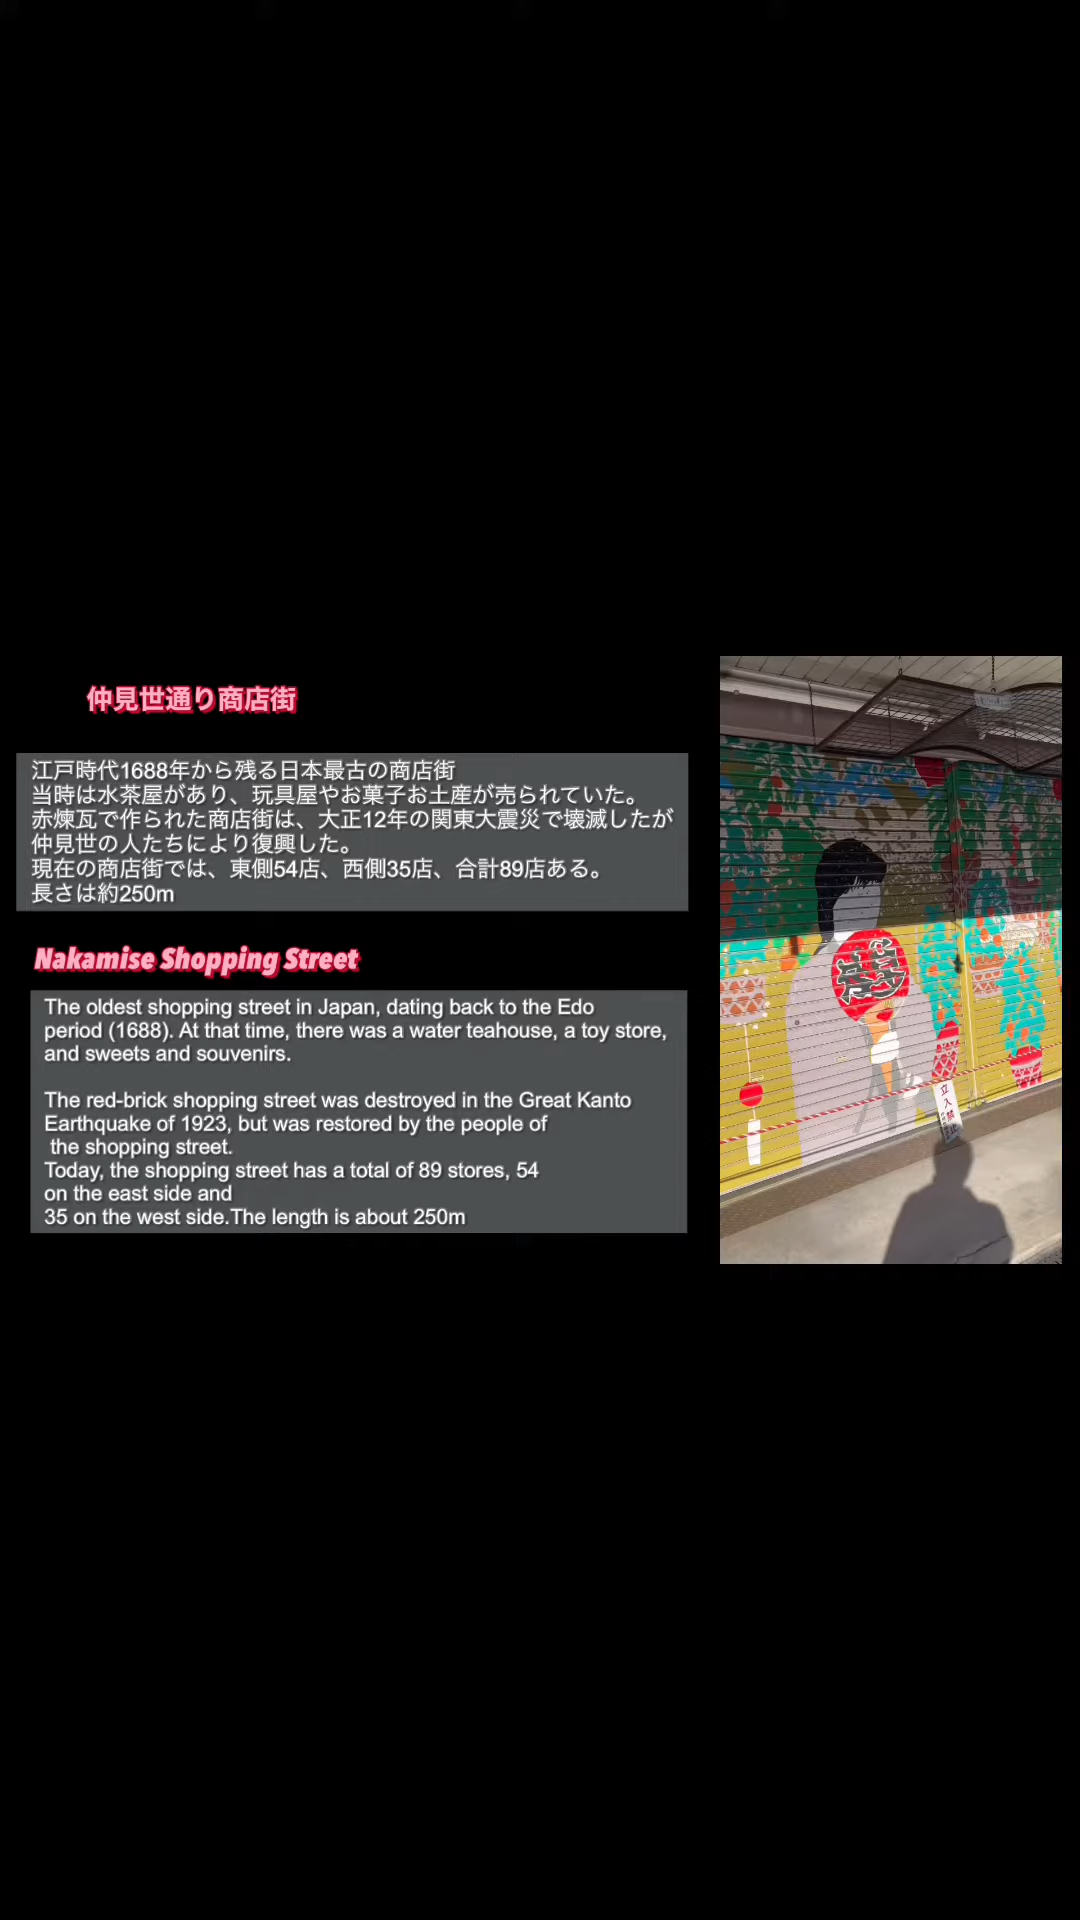 仲見世通り商店街
江戸時代1688年から残る日本最古の商店街
当時は水茶屋があり、玩具屋やお菓子お土産が売られていた。
赤煉瓦で作られた商店街は、大正12年の関東大震災で壊滅したが
仲見世の人たちにより復興した。
現在の商店街では、東側54店、西側35店、合計89店ある。
長さは約250m
Nakamise Shopping Street
The oldest shopping street in Japan, dating back to the Edo
period (1688). At that time, there was a water teahouse, a toy store,
and sweets and souvenirs.
The red-brick shopping street was destroyed in the Great Kanto
Earthquake of 1923, but was restored by the people of
the shopping street.
Today, the shopping street has a total of 89 stores, 54
on the east side and
35 on the west side.The length is about 250m
立入禁